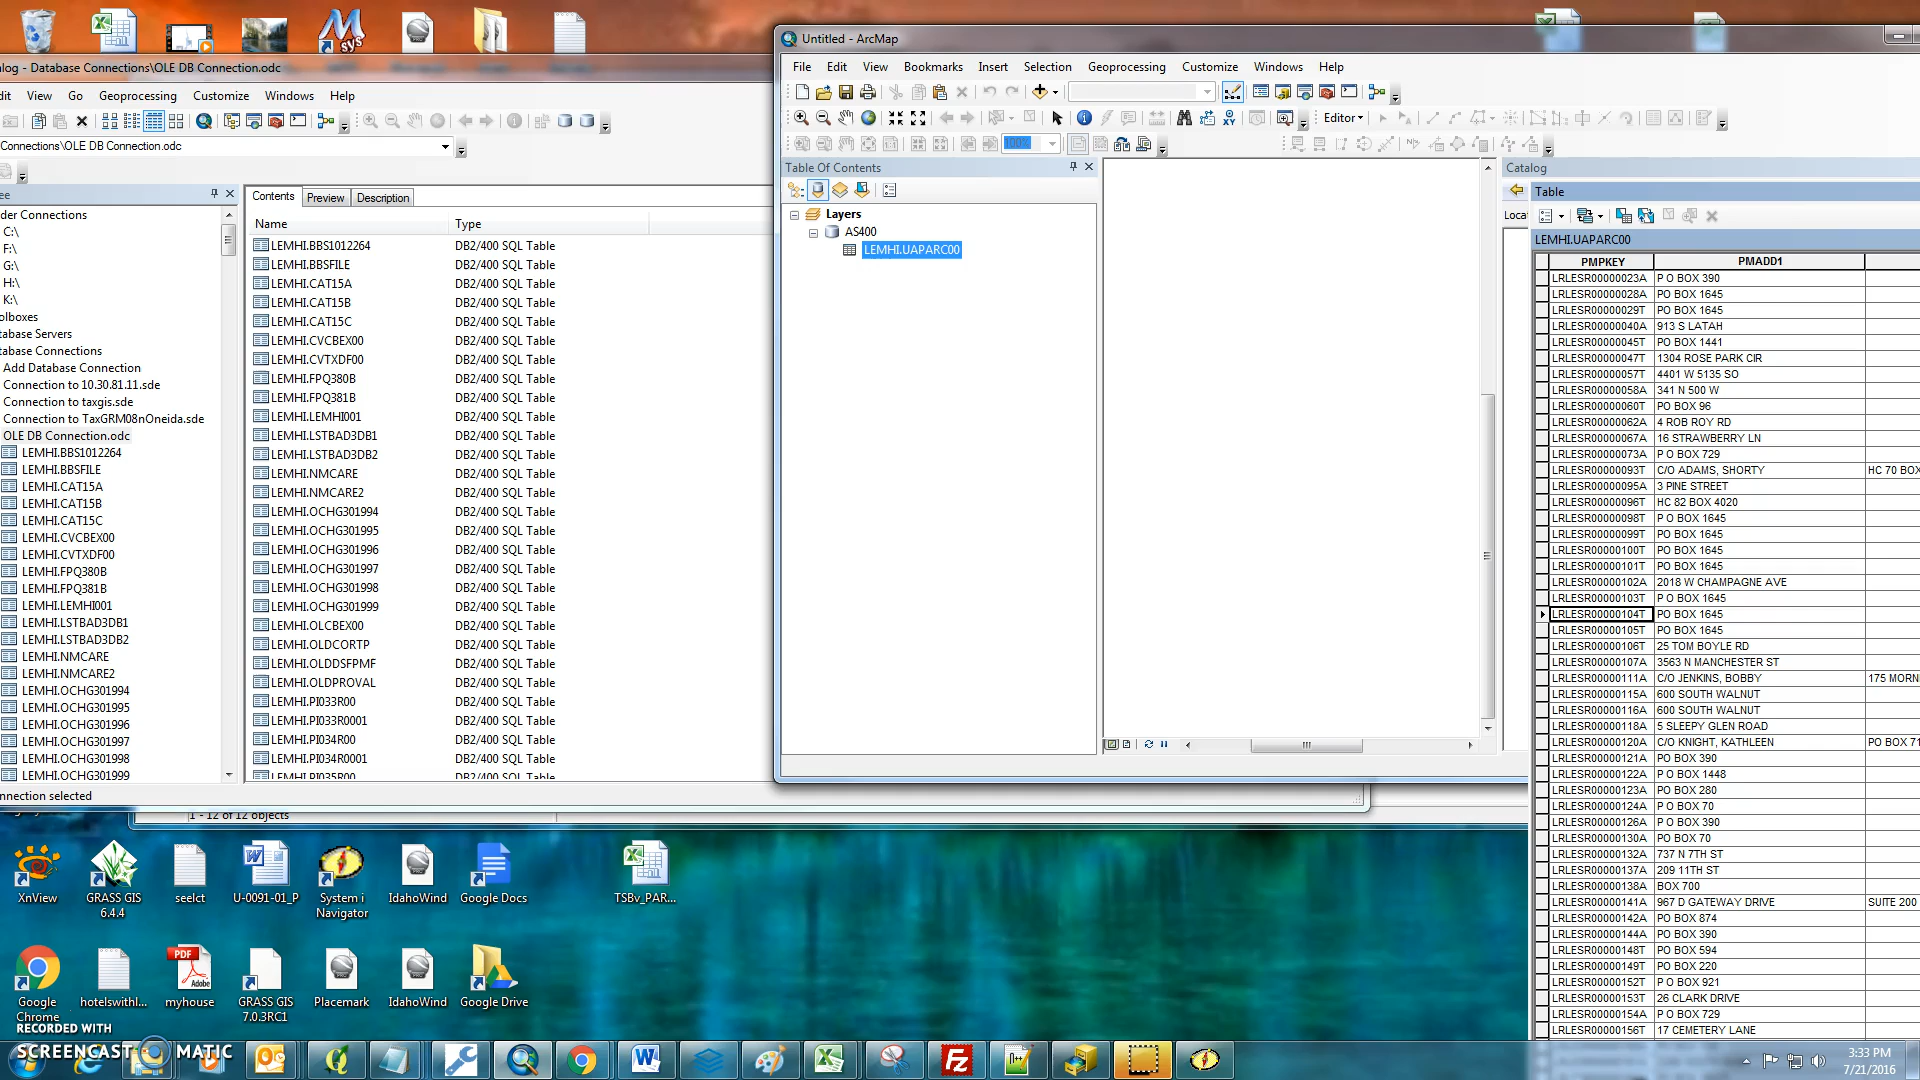 Untitled - ArcMap
alog - Database Connections\OLE DB Connection.odc
dit View Go Geoprocessing Customize Windows Help
File Edit View Bookmarks Insert Selection Geoprocessing Customize Windows Help
Editor
Connections\OLE DB Connection.odc
100%
Table Of Contents
Catalog
Table
Locat
LEMHI.UAPARC00
ee
der Connections
C:\
F:\
G:\
H:\
K:\
olboxes
tabase Servers
tabase Connections
Add Database Connection
Connection to 10.30.81.11.sde
Connection to taxgis.sde
Connection to TaxGRM08nOneida.sde
OLE DB Connection.odc
LEMHI.BBS1012264
LEMHI.BBSFILE
LEMHI.CAT15A
LEMHI.CAT15B
LEMHI.CAT15C
LEMHI.CVCBEX00
LEMHI.CVTXDF00
LEMHI.FPQ380B
LEMHI.FPQ381B
LEMHI.LEMHI001
LEMHI.LSTBAD3DB1
LEMHI.LSTBAD3DB2
LEMHI.NMCARE
LEMHI.NMCARE2
LEMHI.OCHG301994
LEMHI.OCHG301995
LEMHI.OCHG301996
LEMHI.OCHG301997
LEMHI.OCHG301998
LEMHI.OCHG301999
nnection selected
Contents Preview Description
Name Type
LEMHI.BBS1012264 DB2/400 SQL Table
LEMHI.BBSFILE DB2/400 SQL Table
LEMHI.CAT15A DB2/400 SQL Table
LEMHI.CAT15B DB2/400 SQL Table
LEMHI.CAT15C DB2/400 SQL Table
LEMHI.CVCBEX00 DB2/400 SQL Table
LEMHI.CVTXDF00 DB2/400 SQL Table
LEMHI.FPQ380B DB2/400 SQL Table
LEMHI.FPQ381B DB2/400 SQL Table
LEMHI.LEMHI001 DB2/400 SQL Table
LEMHI.LSTBAD3DB1 DB2/400 SQL Table
LEMHI.LSTBAD3DB2 DB2/400 SQL Table
LEMHI.NMCARE DB2/400 SQL Table
LEMHI.NMCARE2 DB2/400 SQL Table
LEMHI.OCHG301994 DB2/400 SQL Table
LEMHI.OCHG301995 DB2/400 SQL Table
LEMHI.OCHG301996 DB2/400 SQL Table
LEMHI.OCHG301997 DB2/400 SQL Table
LEMHI.OCHG301998 DB2/400 SQL Table
LEMHI.OCHG301999 DB2/400 SQL Table
LEMHI.OLCBEX00 DB2/400 SQL Table
LEMHI.OLDCORTP DB2/400 SQL Table
LEMHI.OLDDSFPMF DB2/400 SQL Table
LEMHI.OLDPROVAL DB2/400 SQL Table
LEMHI.PI033R00 DB2/400 SQL Table
LEMHI.PI033R0001 DB2/400 SQL Table
LEMHI.PI034R00 DB2/400 SQL Table
LEMHI.PI034R0001 DB2/400 SQL Table
LEMHI.PI035R00 DB2/400 SQL Table
1 - 12 of 12 objects
Layers
AS400
LEMHI.UAPARC00
PMPKEY PMADD1
LRLESR00000023A P O BOX 390
LRLESR00000028A PO BOX 1645
LRLESR00000029T PO BOX 1645
LRLESR00000040A 913 S LATAH
LRLESR00000045T PO BOX 1441
LRLESR00000047T 1304 ROSE PARK CIR
LRLESR00000057T 4401 W 5135 SO
LRLESR00000058A 341 N 500 W
LRLESR00000060T PO BOX 96
LRLESR00000062A 4 ROB ROY RD
LRLESR00000067A 16 STRAWBERRY LN
LRLESR00000073A P O BOX 729
LRLESR00000093T C/O ADAMS, SHORTY HC 70 BOX
LRLESR00000095A 3 PINE STREET
LRLESR00000096T HC 82 BOX 4020
LRLESR00000098T P O BOX 1645
LRLESR00000099T PO BOX 1645
LRLESR00000100T PO BOX 1645
LRLESR00000101T PO BOX 1645
LRLESR00000102A 2018 W CHAMPAGNE AVE
LRLESR00000103T P O BOX 1645
LRLESR00000104T PO BOX 1645
LRLESR00000105T PO BOX 1645
LRLESR00000106T 25 TOM BOYLE RD
LRLESR00000107A 3563 N MANCHESTER ST
LRLESR00000111A C/O JENKINS, BOBBY 175 MORNI
LRLESR00000115A 600 SOUTH WALNUT
LRLESR00000116A 600 SOUTH WALNUT
LRLESR00000118A 5 SLEEPY GLEN ROAD
LRLESR00000120A C/O KNIGHT, KATHLEEN PO BOX 71
LRLESR00000121A PO BOX 390
LRLESR00000122A P O BOX 1448
LRLESR00000123A PO BOX 280
LRLESR00000124A P O BOX 70
LRLESR00000126A P O BOX 390
LRLESR00000130A PO BOX 70
LRLESR00000132A 737 N 7TH ST
LRLESR00000137A 209 11TH ST
LRLESR00000138A BOX 700
LRLESR00000141A 967 D GATEWAY DRIVE SUITE 200
LRLESR00000142A PO BOX 874
LRLESR00000144A PO BOX 390
LRLESR00000148T PO BOX 594
LRLESR00000149T PO BOX 220
LRLESR00000152T PO BOX 921
LRLESR00000153T 26 CLARK DRIVE
LRLESR00000154A P O BOX 729
LRLESR00000156T 17 CEMETERY LANE
XnView
GRASS GIS 6.4.4
seelct
U-0091-01_P
System i Navigator
IdahoWind
Google Docs
TSBv_PAR...
Google Chrome
hotelswithl...
myhouse
GRASS GIS 7.0.3RC1
Placemark
IdahoWind
Google Drive
RECORDED WITH
SCREENCAST MATIC
3:33 PM
7/21/2016